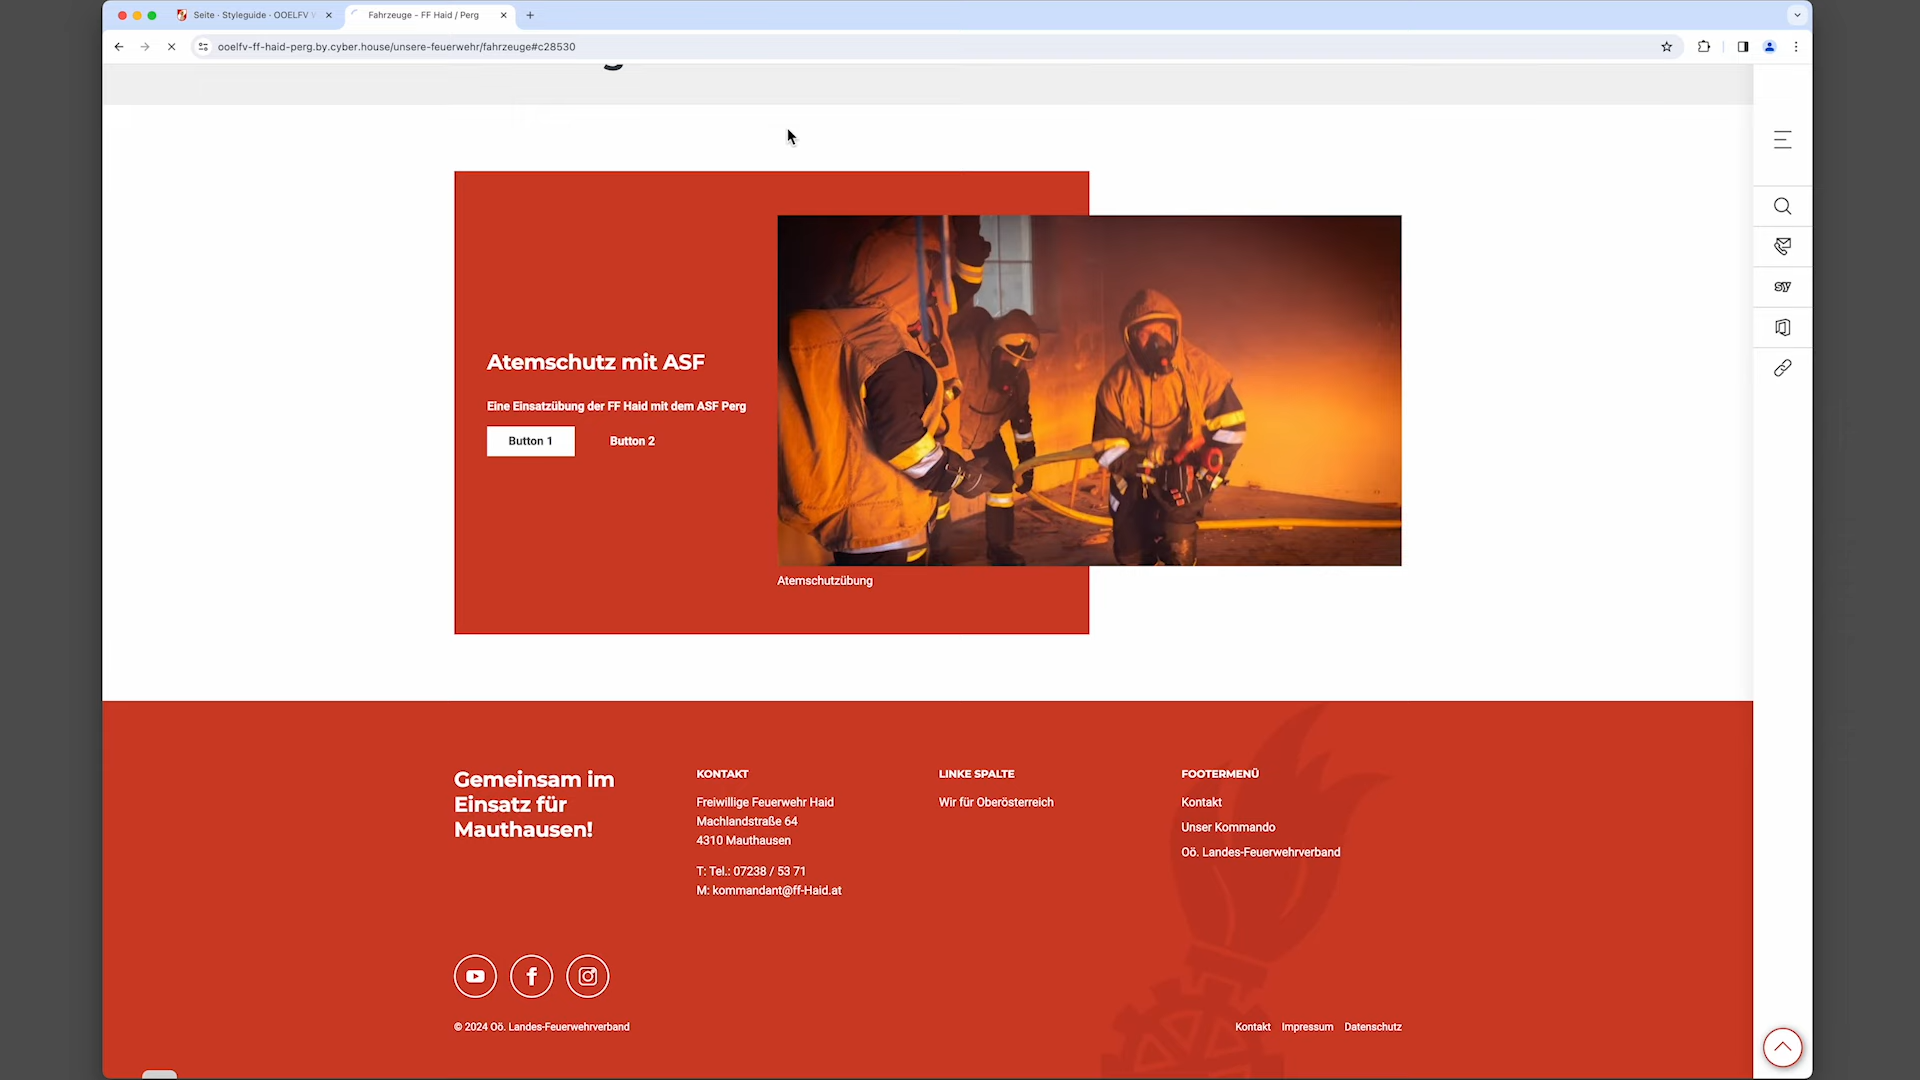 Seite · Styleguide · OOELFV
Fahrzeuge - FF Haid / Perg
ooelfv-ff-haid-perg.by.cyber.house/unsere-feuerwehr/fahrzeuge#c28530
sy
Atemschutz mit ASF
Eine Einsatzübung der FF Haid mit dem ASF Perg
Button 1
Button 2
Atemschutzübung
Gemeinsam im
Einsatz für
Mauthausen!
KONTAKT
Freiwillige Feuerwehr Haid
Machlandstraße 64
4310 Mauthausen
T: Tel.: 07238 / 53 71
M: kommandant@ff-Haid.at
LINKE SPALTE
Wir für Oberösterreich
FOOTERMENÜ
Kontakt
Unser Kommando
Oö. Landes-Feuerwehrverband
© 2024 Oö. Landes-Feuerwehrverband
Kontakt Impressum Datenschutz